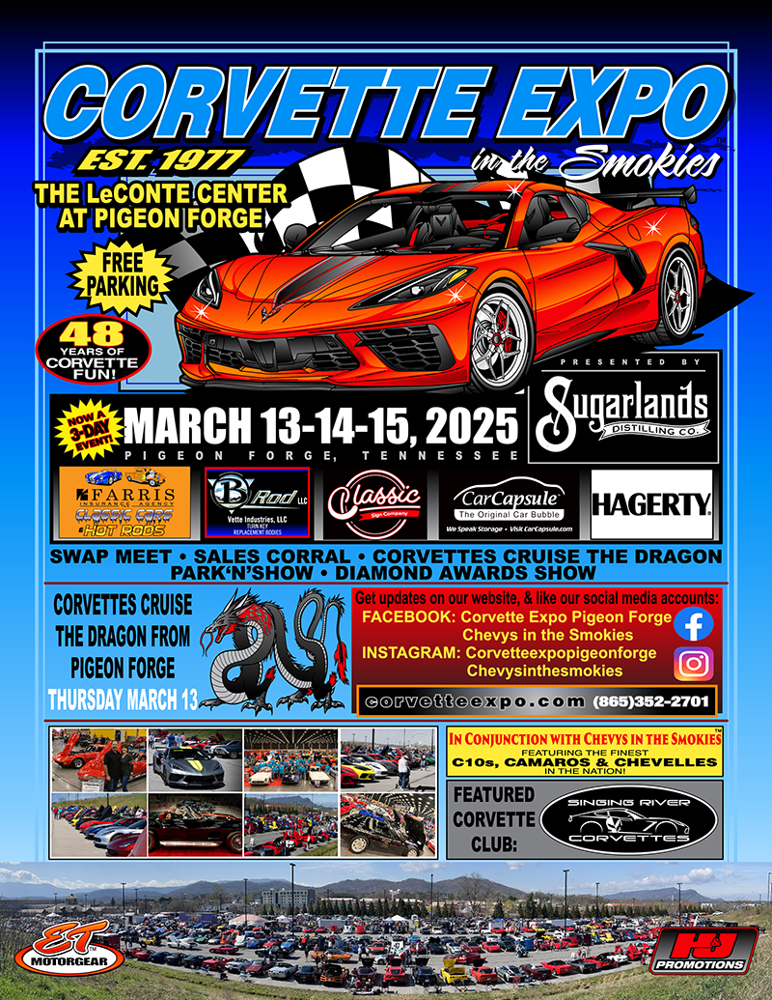 CORVETTE EXPO
TM
EST. 1977
in the Smokies
THE LeCONTE CENTER
AT PIGEON FORGE
FREE
PARKING
48
YEARS OF
CORVETTE
FUN!
PRESENTED BY
Sugarlands
DISTILLING CO.
NOW A
3-DAY
EVENT!
MARCH 13-14-15, 2025
PIGEON FORGE, TENNESSEE
FARRIS
INSURANCE AGENCY
CLASSIC CARS
& HOT RODS
B Rod LLC
Vette Industries, LLC
TURN KEY
REPLACEMENT BODIES
Classic
Sign Company
CarCapsule
The Original Car Bubble
We Speak Storage • Visit CarCapsule.com
HAGERTY®
SWAP MEET • SALES CORRAL • CORVETTES CRUISE THE DRAGON
PARK‘N’SHOW • DIAMOND AWARDS SHOW
CORVETTES CRUISE
THE DRAGON FROM
PIGEON FORGE
THURSDAY MARCH 13
Get updates on our website, & like our social media accounts:
FACEBOOK: Corvette Expo Pigeon Forge
Chevys in the Smokies
INSTAGRAM: Corvetteexpopigeonforge
Chevysinthesmokies
corvetteexpo.com (865)352-2701
IN CONJUNCTION WITH CHEVYS IN THE SMOKIES™
FEATURING THE FINEST
C10s, CAMAROS & CHEVELLES
IN THE NATION!
FEATURED
CORVETTE
CLUB:
SINGING RIVER
CORVETTES
ET™
MOTORGEAR
H&J
PROMOTIONS